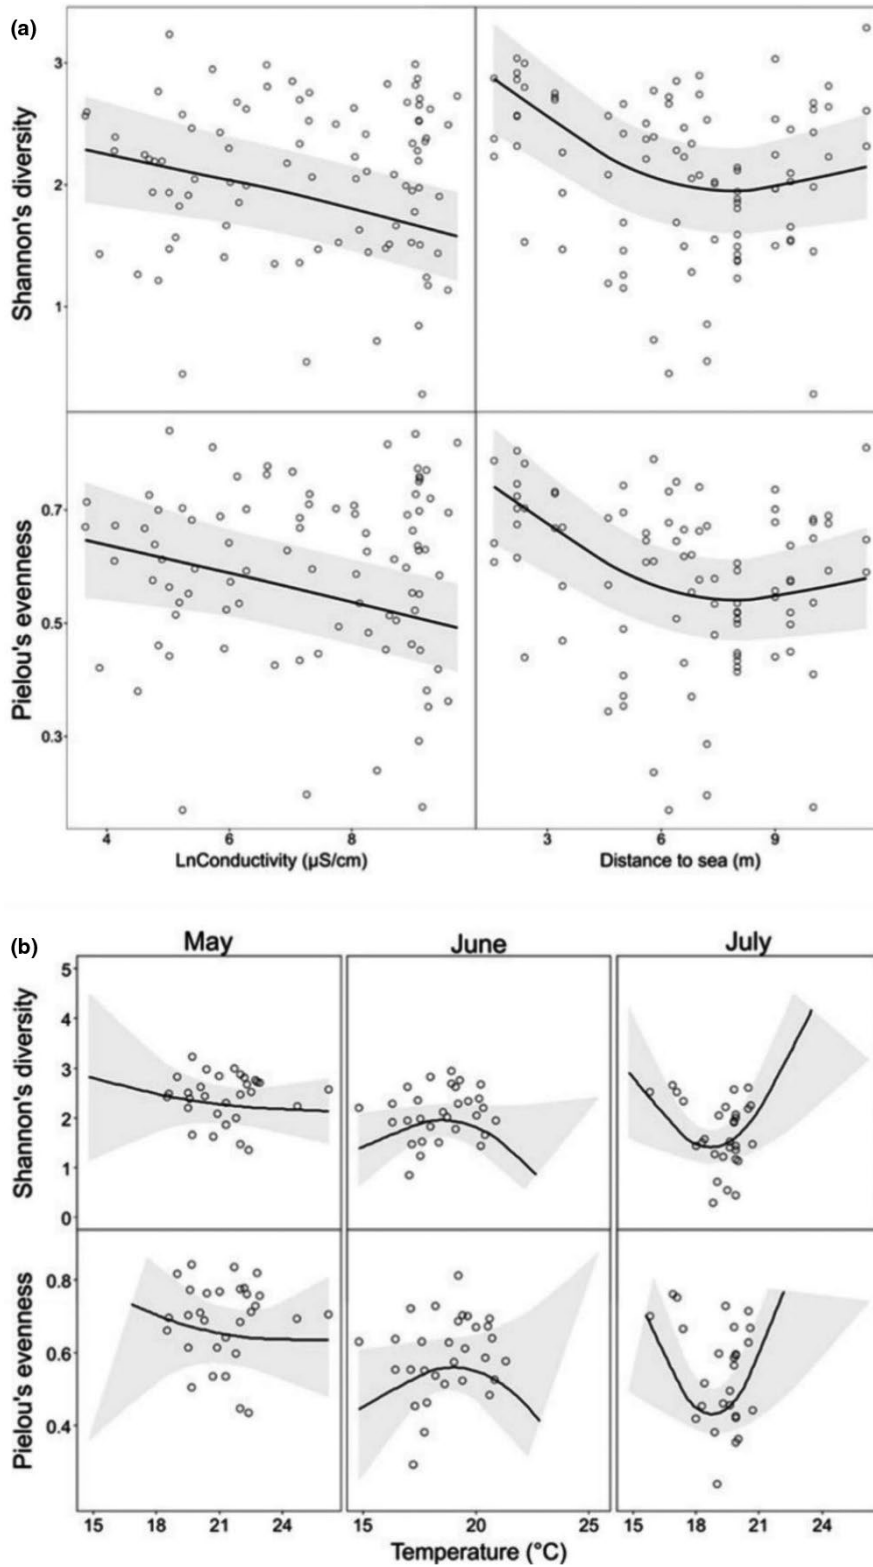 (a)
Shannon's diversity
3
2
1
Pielou's evenness
0.7
0.5
0.3
4 6 8
3 6 9
LnConductivity (µS/cm)
Distance to sea (m)
(b)
May
June
July
Shannon's diversity
5
4
3
2
1
0
Pielou's evenness
0.8
0.6
0.4
15 18 21 24
15 20 25
15 18 21 24
Temperature (°C)